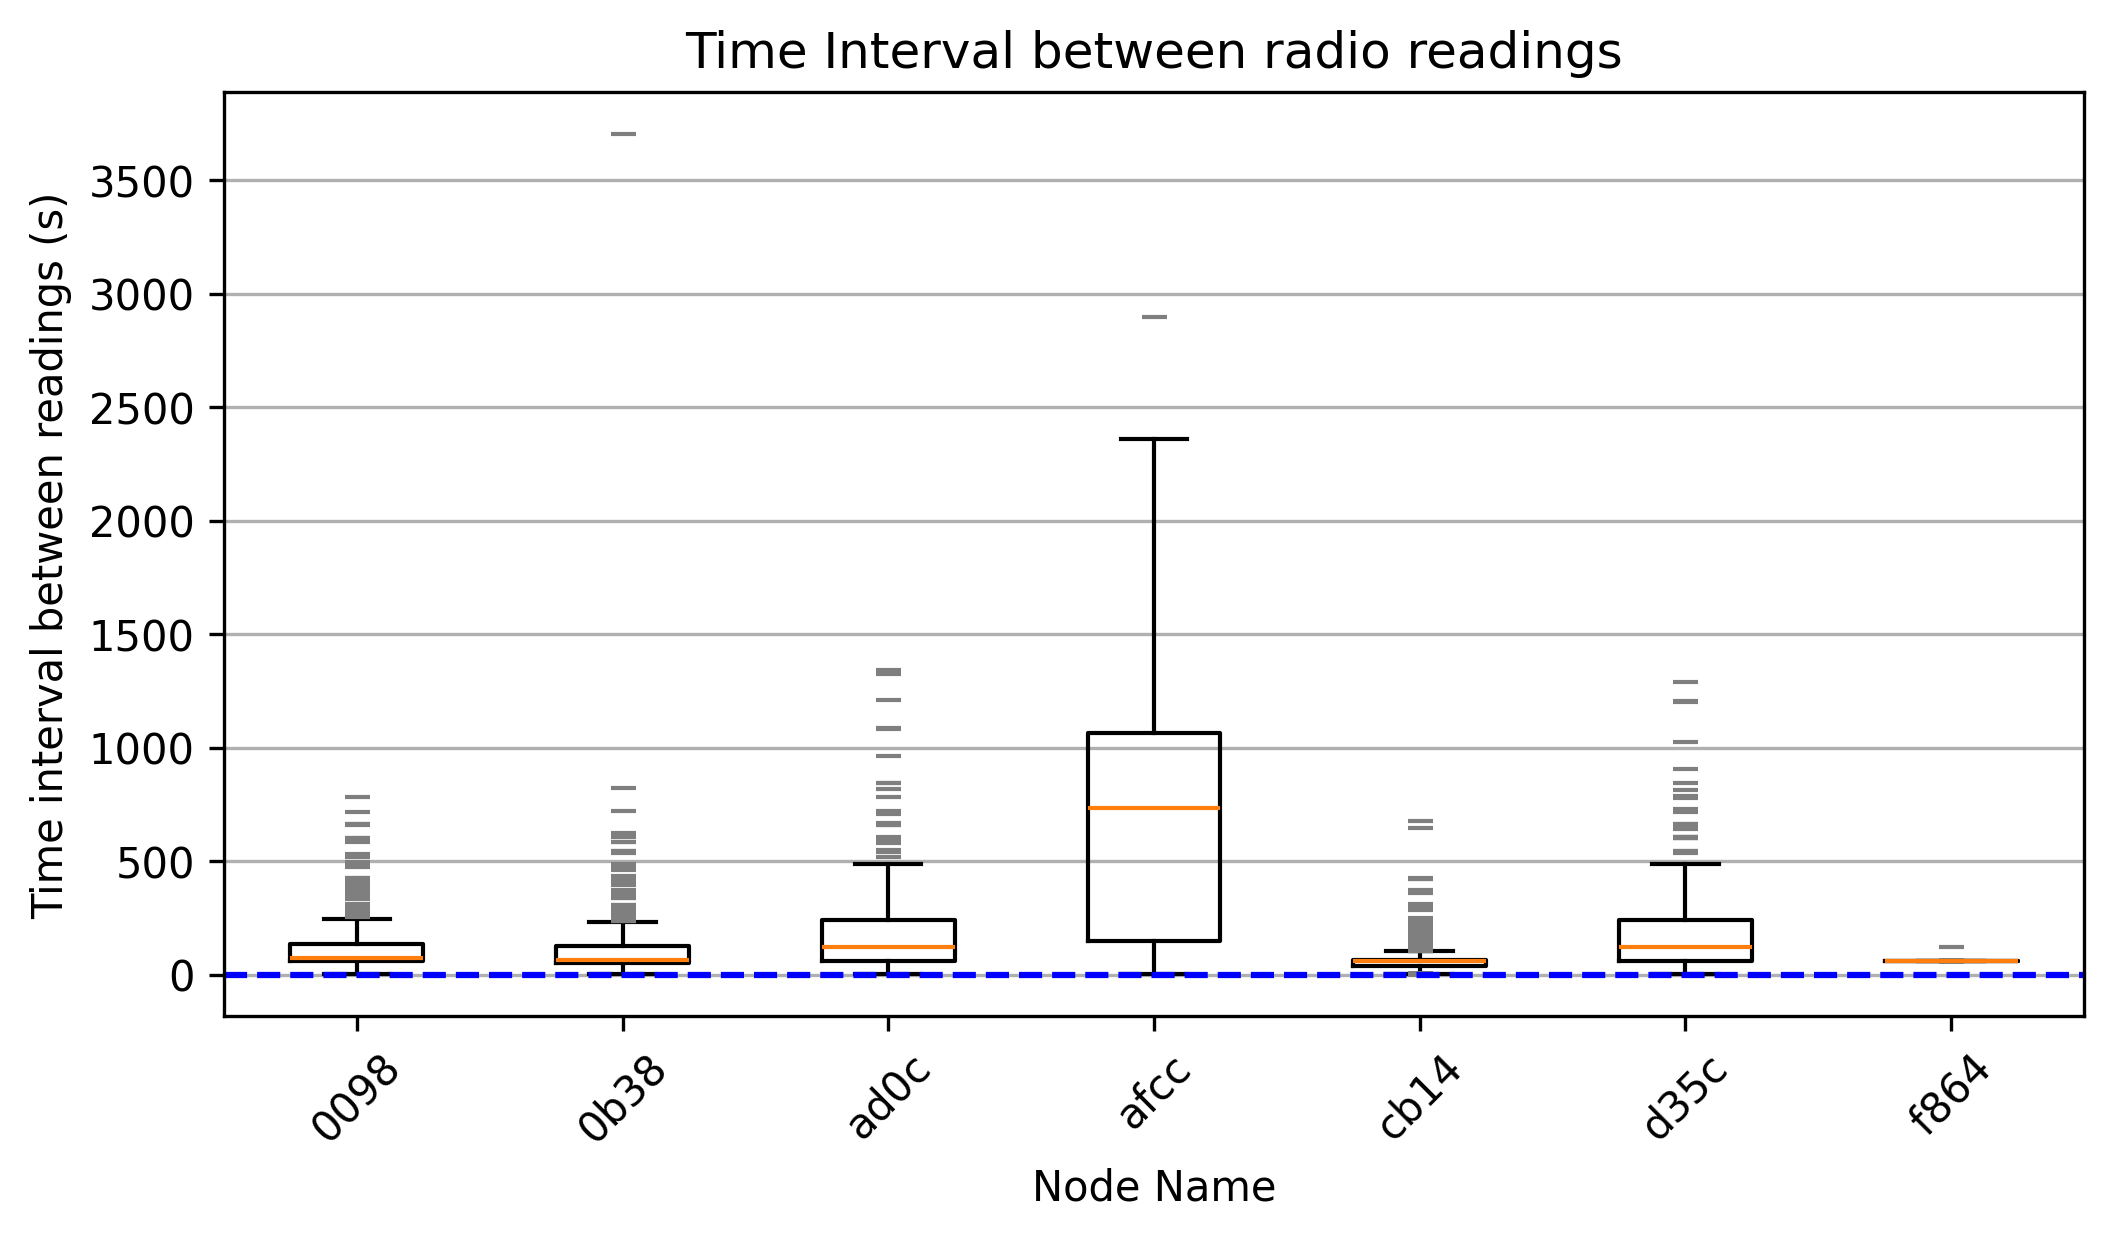 Time Interval between radio readings
Time interval between readings (s)
3500
3000
2500
2000
1500
1000
500
0
0098
0b38
ad0c
afcc
cb14
d35c
f864
Node Name